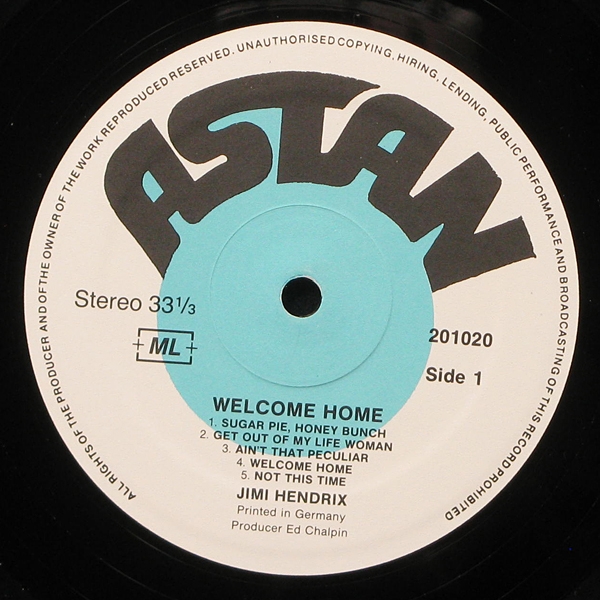 ALL RIGHTS OF THE PRODUCER AND OF THE OWNER OF THE WORK REPRODUCED RESERVED. UNAUTHORISED COPYING, HIRING, LENDING, PUBLIC PERFORMANCE AND BROADCASTING OF THIS RECORD PROHIBITED
ASTAN
Stereo 33 1/3
ML
201020
Side 1
WELCOME HOME
1. SUGAR PIE, HONEY BUNCH
2. GET OUT OF MY LIFE WOMAN
3. AIN'T THAT PECULIAR
4. WELCOME HOME
5. NOT THIS TIME
JIMI HENDRIX
Printed in Germany
Producer Ed Chalpin